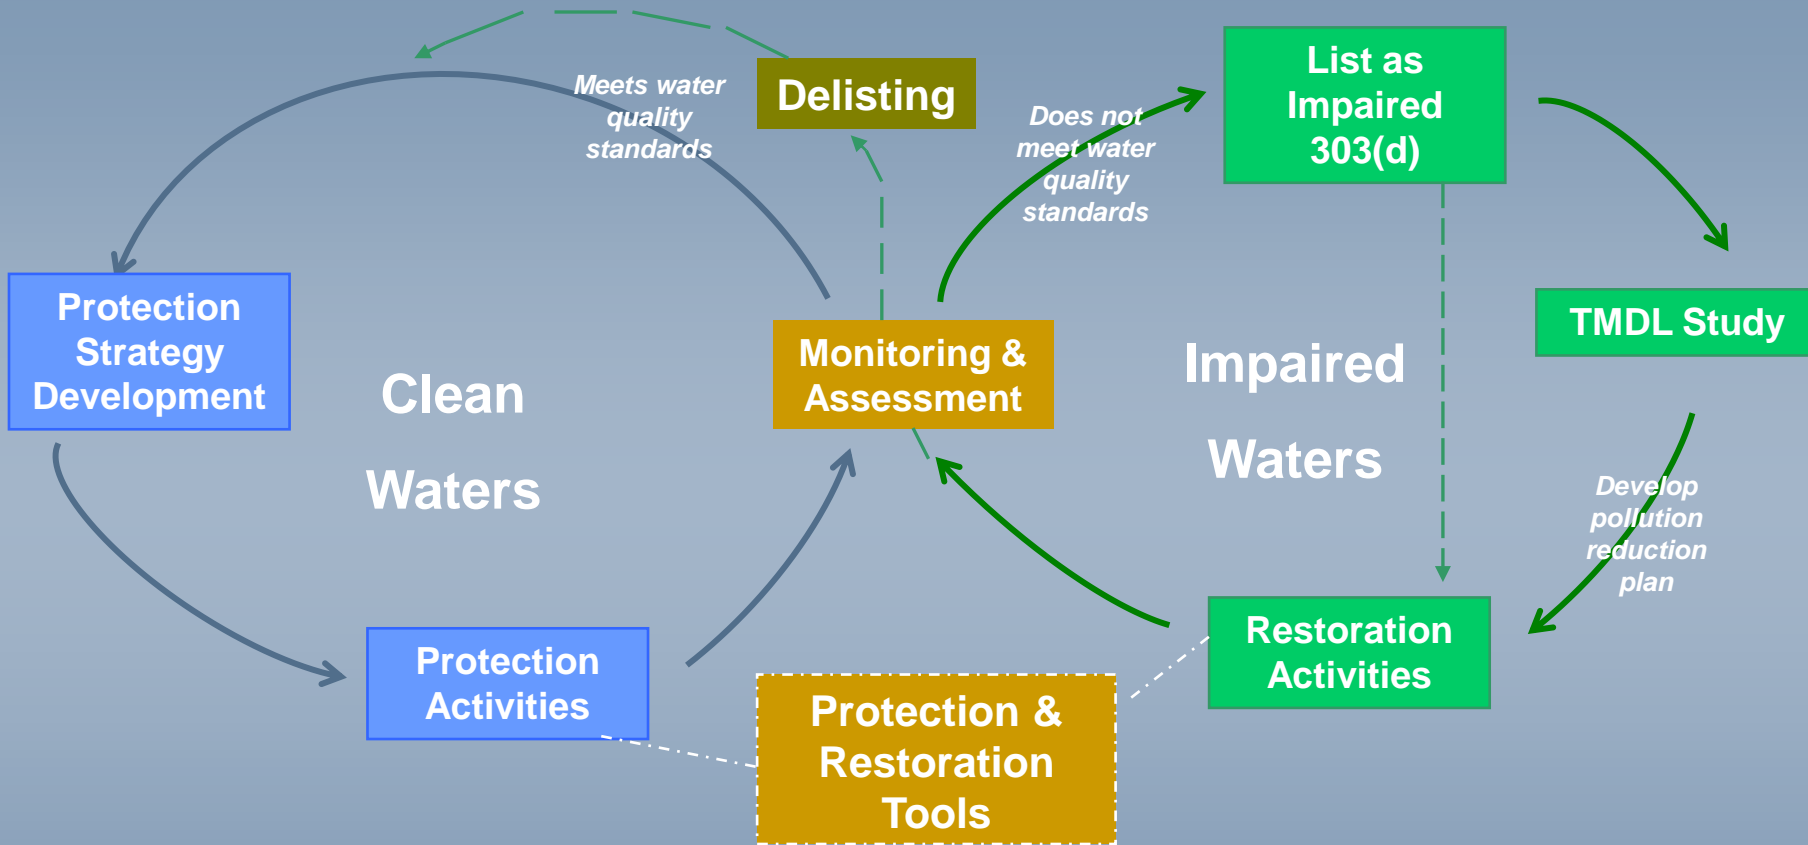 Meets water
quality
standards
Delisting
Does not
meet water
quality
standards
List as
Impaired
303(d)
Protection
Strategy
Development
Clean
Waters
Monitoring &
Assessment
Impaired
Waters
TMDL Study
Develop
pollution
reduction
plan
Protection
Activities
Protection &
Restoration
Tools
Restoration
Activities